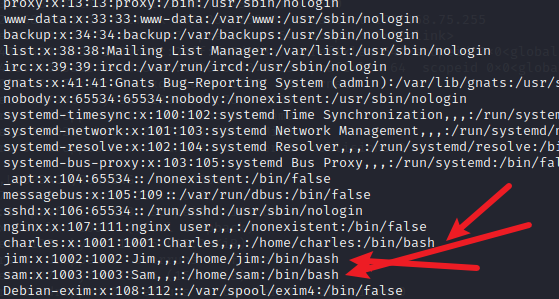 proxy:x:13:13:proxy:/bin:/usr/sbin/nologin
www-data:x:33:33:www-data:/var/www:/usr/sbin/nologin
backup:x:34:34:backup:/var/backups:/usr/sbin/nologin
list:x:38:38:Mailing List Manager:/var/list:/usr/sbin/nologin
irc:x:39:39:ircd:/var/run/ircd:/usr/sbin/nologin
gnats:x:41:41:Gnats Bug-Reporting System (admin):/var/lib/gnats:/usr/s
nobody:x:65534:65534:nobody:/nonexistent:/usr/sbin/nologin
systemd-timesync:x:100:102:systemd Time Synchronization,,,:/run/system
systemd-network:x:101:103:systemd Network Management,,,:/run/systemd/n
systemd-resolve:x:102:104:systemd Resolver,,,:/run/systemd/resolve:/bi
systemd-bus-proxy:x:103:105:systemd Bus Proxy,,,:/run/systemd:/bin/fal
_apt:x:104:65534::/nonexistent:/bin/false
messagebus:x:105:109::/var/run/dbus:/bin/false
sshd:x:106:65534::/run/sshd:/usr/sbin/nologin
nginx:x:107:111:nginx user,,,:/nonexistent:/bin/false
charles:x:1001:1001:Charles,,,:/home/charles:/bin/bash
jim:x:1002:1002:Jim,,,:/home/jim:/bin/bash
sam:x:1003:1003:Sam,,,:/home/sam:/bin/bash
Debian-exim:x:108:112::/var/spool/exim4:/bin/false